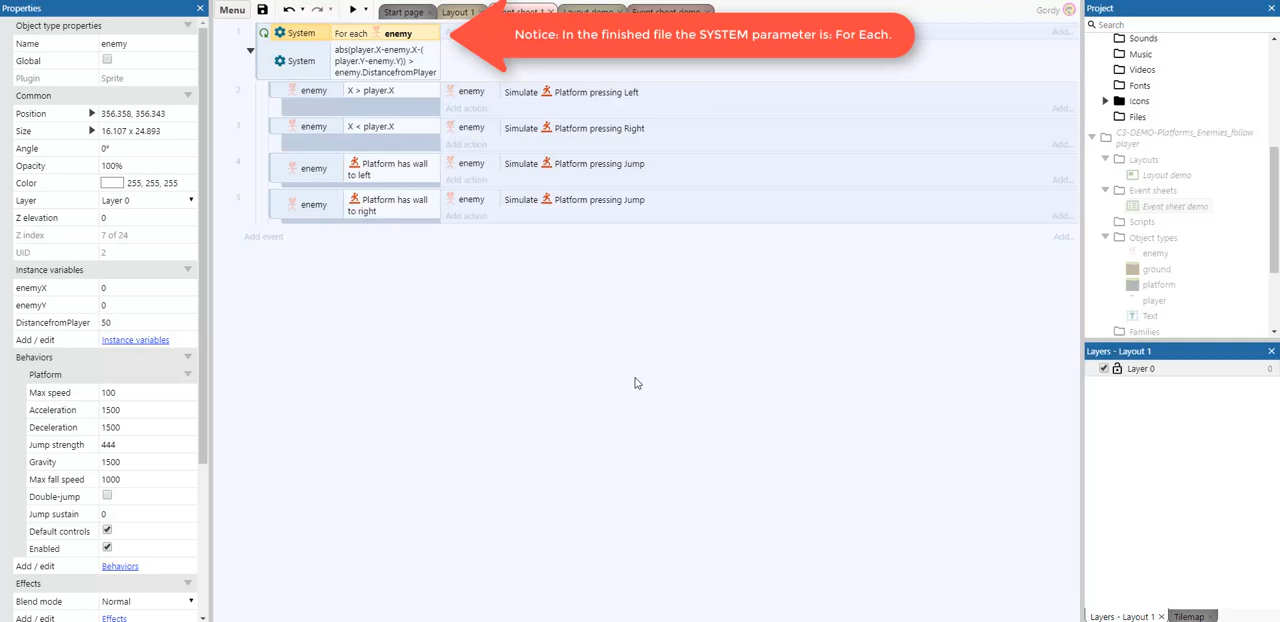 Properties
Object type properties
Name enemy
Global
Plugin Sprite
Common
Position 356.358, 356.343
Size 16.107 x 24.893
Angle 0°
Opacity 100%
Color 255, 255, 255
Layer Layer 0
Z elevation 0
Z index 7 of 24
UID 2
Instance variables
enemyX 0
enemyY 0
DistancefromPlayer 50
Add / edit Instance variables
Behaviors
Platform
Max speed 100
Acceleration 1500
Deceleration 1500
Jump strength 444
Gravity 1500
Max fall speed 1000
Double-jump
Jump sustain 0
Default controls
Enabled
Add / edit Behaviors
Effects
Blend mode Normal
Add / edit Effects
Menu
Start page
Layout 1
Layout demo
Event sheet demo
Gordy
Notice: In the finished file the SYSTEM parameter is: For Each.
1 System For each enemy Add...
System abs(player.X-enemy.X-(
player.Y-enemy.Y)) >
enemy.DistancefromPlayer
2 enemy X > player.X enemy Simulate Platform pressing Left
Add action Add...
3 enemy X < player.X enemy Simulate Platform pressing Right
Add action Add...
4 enemy Platform has wall
to left enemy Simulate Platform pressing Jump
Add action Add...
5 enemy Platform has wall
to right enemy Simulate Platform pressing Jump
Add action Add...
Add event Add...
Project
Search
Sounds
Music
Videos
Fonts
Icons
Files
C3-DEMO-Platforms_Enemies_follow
player
Layouts
Layout demo
Event sheets
Event sheet demo
Scripts
Object types
enemy
ground
platform
player
Text
Families
Layers - Layout 1
Layer 0 0
Layers - Layout 1
Tilemap